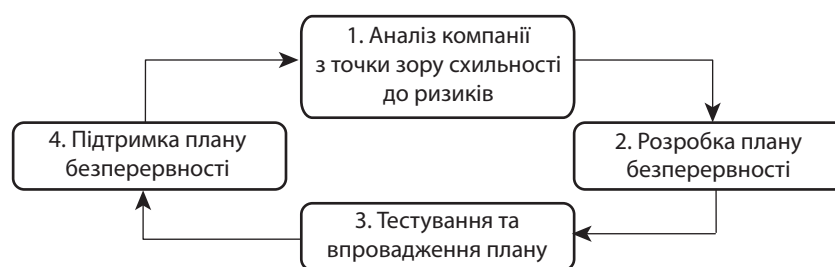 1. Аналіз компанії
з точки зору схильності
до ризиків
2. Розробка плану
безперервності
3. Тестування та
впровадження плану
4. Підтримка плану
безперервності